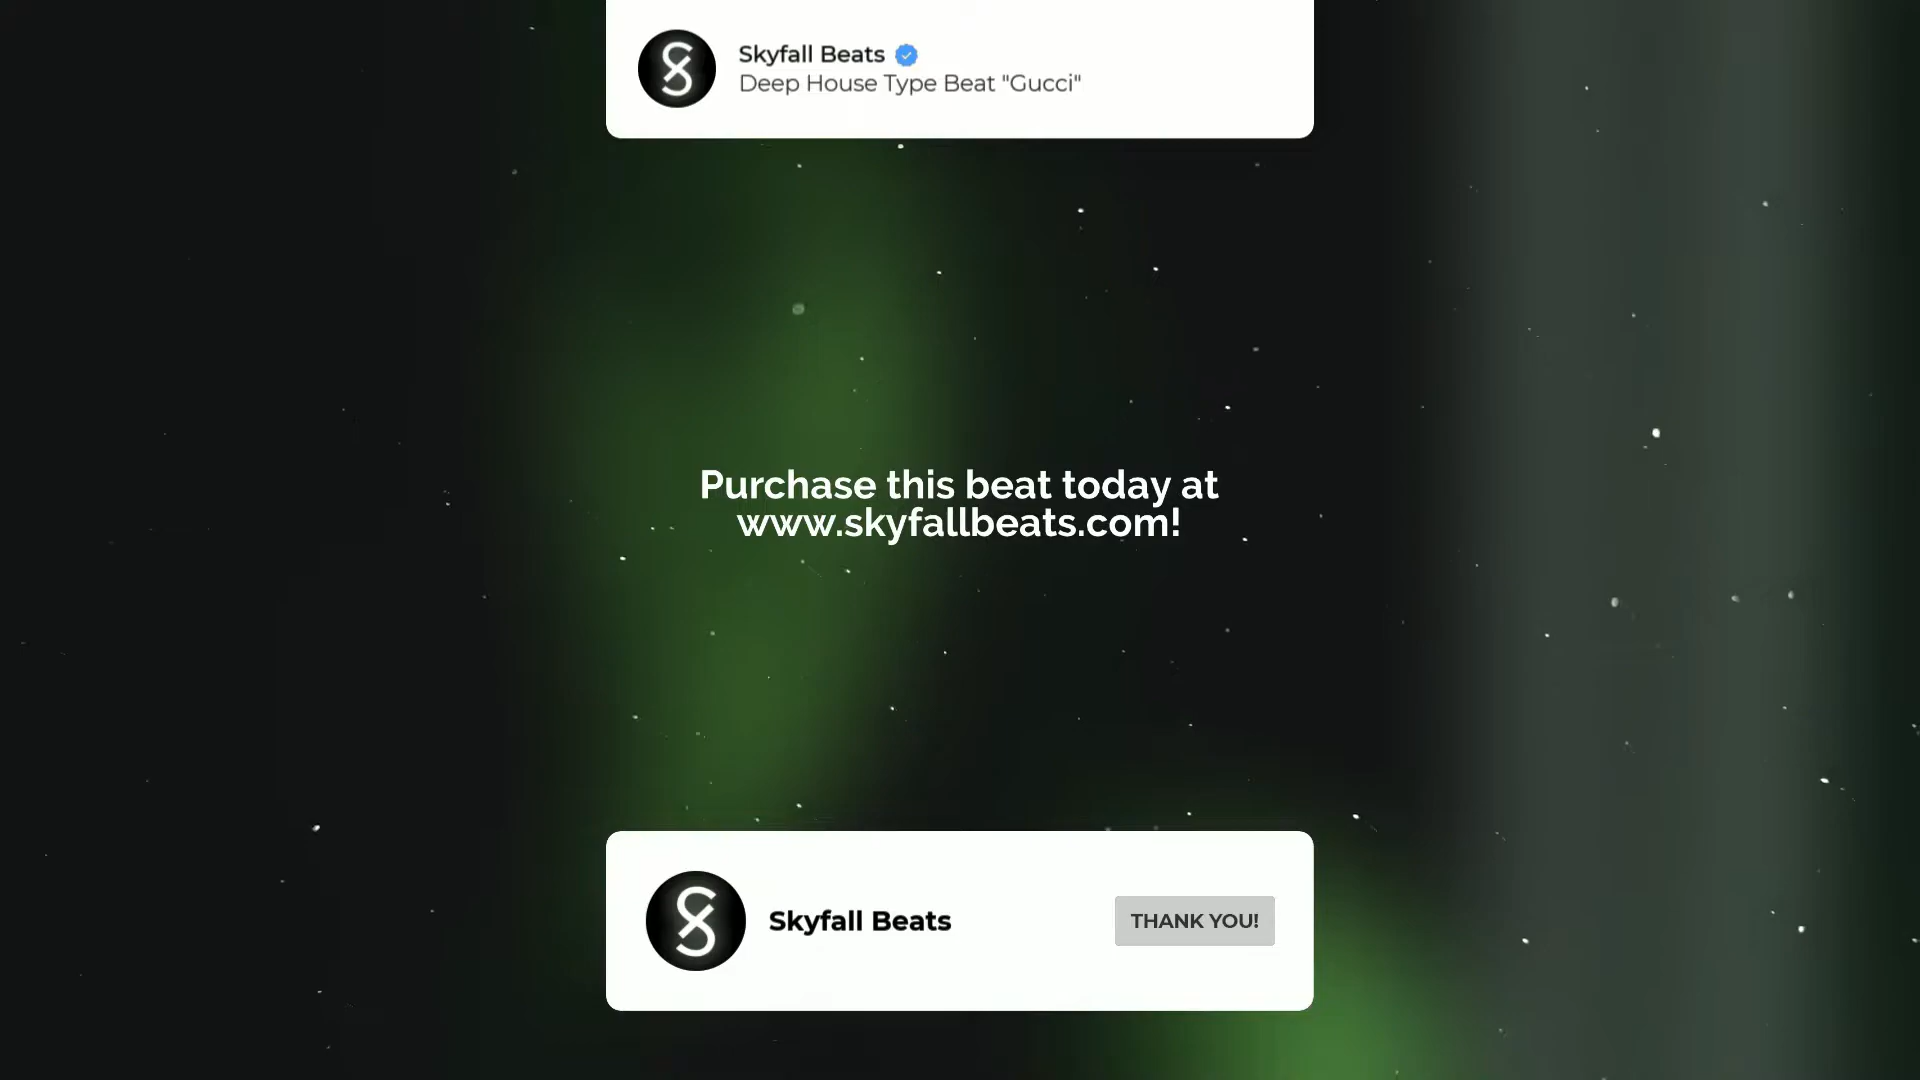 Skyfall Beats
Deep House Type Beat "Gucci"
Purchase this beat today at
www.skyfallbeats.com!
Skyfall Beats
THANK YOU!